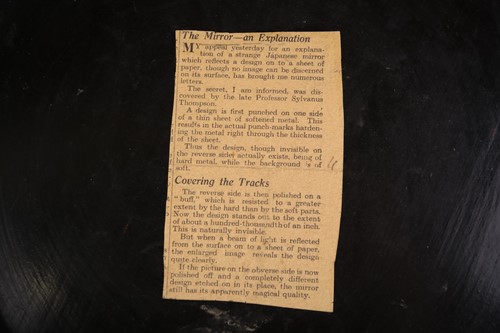 The Mirror—an Explanation
MY appeal yesterday for an explana-
tion of a strange Japanese mirror
which reflects a design on to a sheet of
paper, though no image can be discerned
on its surface, has brought me numerous
letters.
The secret, I am informed, was dis-
covered by the late Professor Sylvanus
Thompson.
A design is first punched on one side
of a thin sheet of softened metal. This
results in the actual punch-marks harden-
ing the metal right through the thickness
of the sheet.
Thus the design, though invisible on
the reverse side, actually exists, being of
hard metal, while the background is of
soft.
Covering the Tracks
The reverse side is then polished on a
"buff," which is resisted to a greater
extent by the hard than by the soft parts.
Now the design stands out to the extent
of about a hundred-thousandth of an inch.
This is naturally invisible.
But when a beam of light is reflected
from the surface on to a sheet of paper,
the enlarged image reveals the design
quite clearly.
If the picture on the obverse side is now
polished off and a completely different
design etched on in its place, the mirror
still has its apparently magical quality.